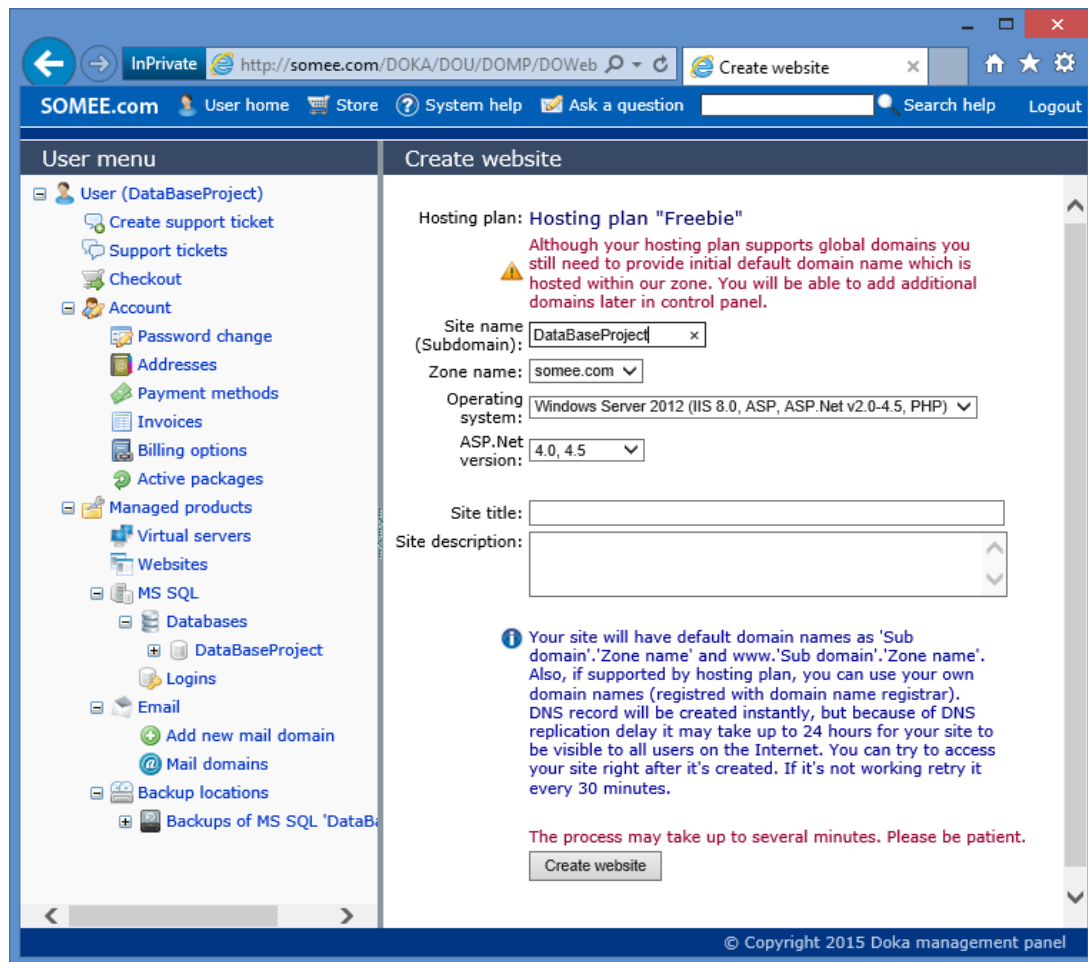 InPrivate http://somee.com/DOKA/DOU/DOMP/DOWeb Create website
SOMEE.com User home Store System help Ask a question Search help Logout
User menu
User (DataBaseProject)
Create support ticket
Support tickets
Checkout
Account
Password change
Addresses
Payment methods
Invoices
Billing options
Active packages
Managed products
Virtual servers
Websites
MS SQL
Databases
DataBaseProject
Logins
Email
Add new mail domain
Mail domains
Backup locations
Backups of MS SQL 'DataBa
Create website
Hosting plan: Hosting plan "Freebie"
Although your hosting plan supports global domains you
still need to provide initial default domain name which is
hosted within our zone. You will be able to add additional
domains later in control panel.
Site name
(Subdomain): DataBaseProject
Zone name: somee.com
Operating
system: Windows Server 2012 (IIS 8.0, ASP, ASP.Net v2.0-4.5, PHP)
ASP.Net
version: 4.0, 4.5
Site title:
Site description:
Your site will have default domain names as 'Sub
domain'.'Zone name' and www.'Sub domain'.'Zone name'.
Also, if supported by hosting plan, you can use your own
domain names (registred with domain name registrar).
DNS record will be created instantly, but because of DNS
replication delay it may take up to 24 hours for your site to
be visible to all users on the Internet. You can try to access
your site right after it's created. If it's not working retry it
every 30 minutes.
The process may take up to several minutes. Please be patient.
Create website
© Copyright 2015 Doka management panel